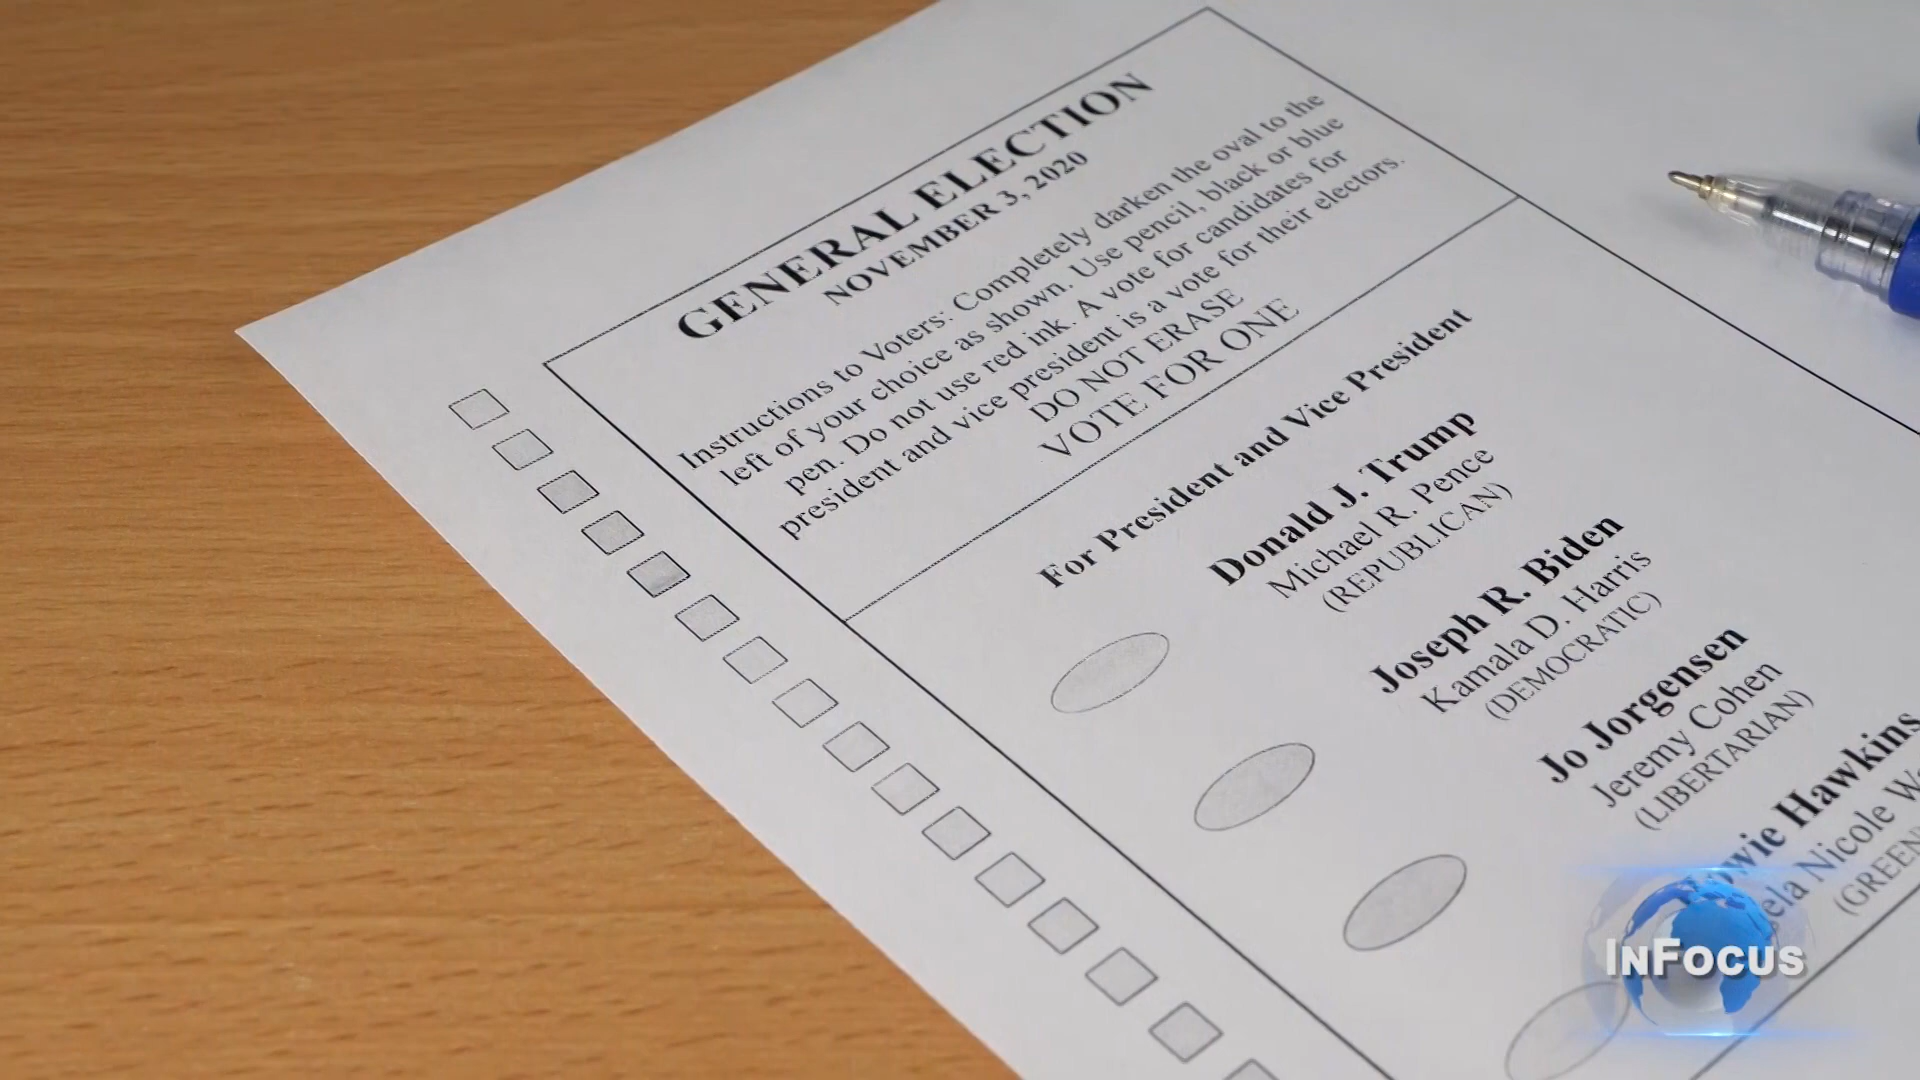 GENERAL ELECTION
NOVEMBER 3, 2020
Instructions to Voters: Completely darken the oval to the
left of your choice as shown. Use pencil, black or blue
pen. Do not use red ink. A vote for candidates for
president and vice president is a vote for their electors.
DO NOT ERASE
VOTE FOR ONE
For President and Vice President
Donald J. Trump
Michael R. Pence
(REPUBLICAN)
Joseph R. Biden
Kamala D. Harris
(DEMOCRATIC)
Jo Jorgensen
Jeremy Cohen
(LIBERTARIAN)
Hawkins
Nicole
(GREEN
INFOCUS